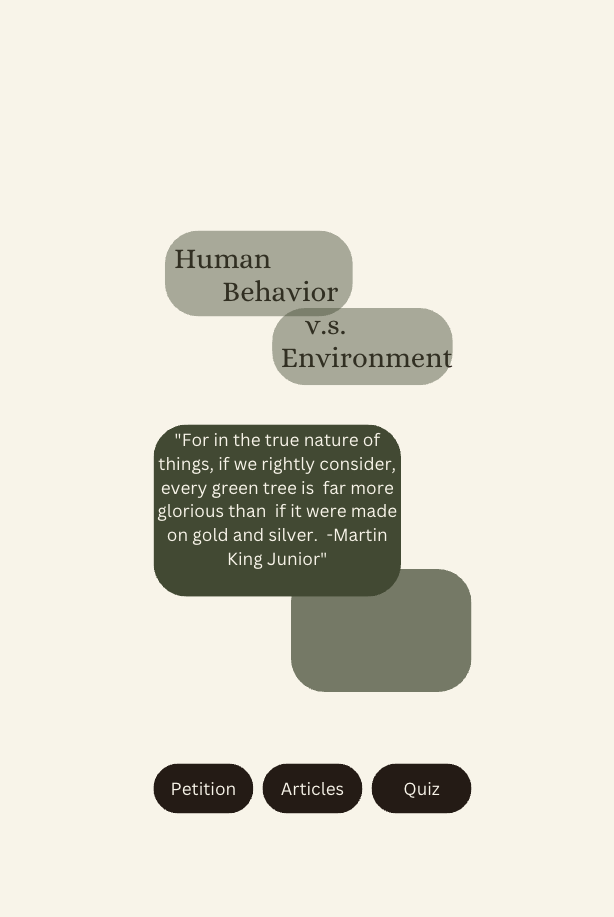 Human
Behavior
v.s.
Environment
"For in the true nature of
things, if we rightly consider,
every green tree is far more
glorious than if it were made
on gold and silver. -Martin
King Junior"
Petition
Articles
Quiz